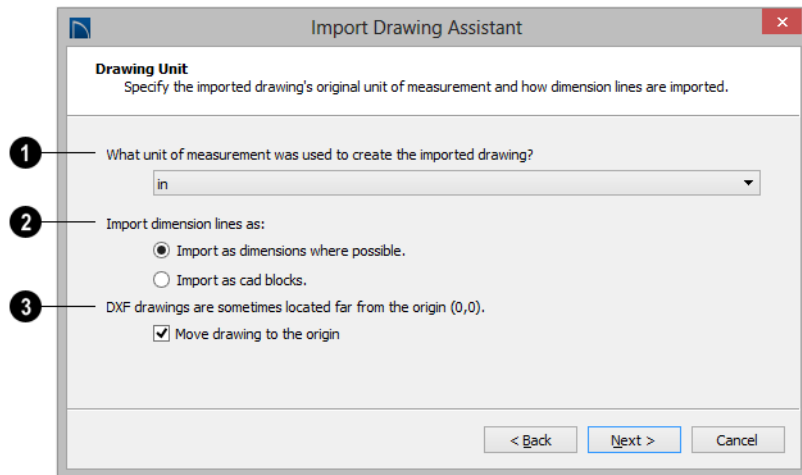 Import Drawing Assistant
Drawing Unit
Specify the imported drawing's original unit of measurement and how dimension lines are imported.
1 What unit of measurement was used to create the imported drawing?
in
2 Import dimension lines as:
Import as dimensions where possible.
Import as cad blocks.
3 DXF drawings are sometimes located far from the origin (0,0).
Move drawing to the origin
< Back Next > Cancel